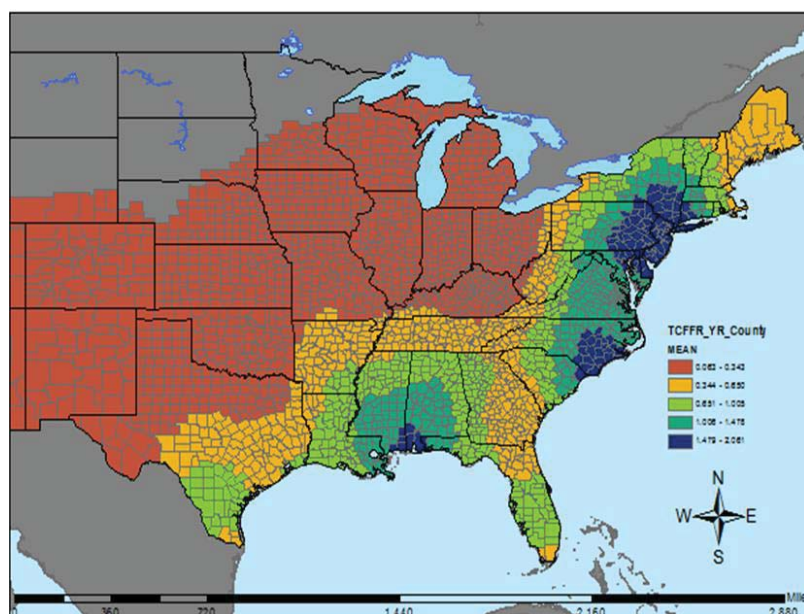 TCFFR_YR_County
MEAN
0.063 - 0.343
0.344 - 0.650
0.651 - 1.005
1.006 - 1.478
1.479 - 2.061
N
W E
S
0 360 720 1,440 2,160 2,880